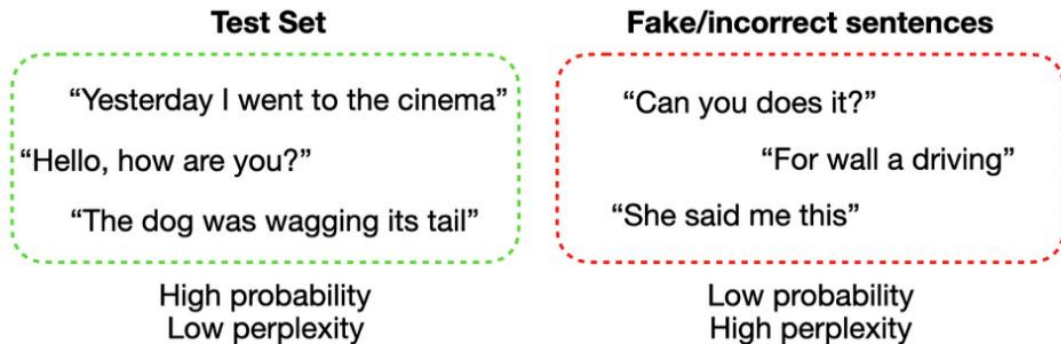 Test Set
“Yesterday I went to the cinema”
“Hello, how are you?”
“The dog was wagging its tail”
High probability
Low perplexity
Fake/incorrect sentences
“Can you does it?”
“For wall a driving”
“She said me this”
Low probability
High perplexity